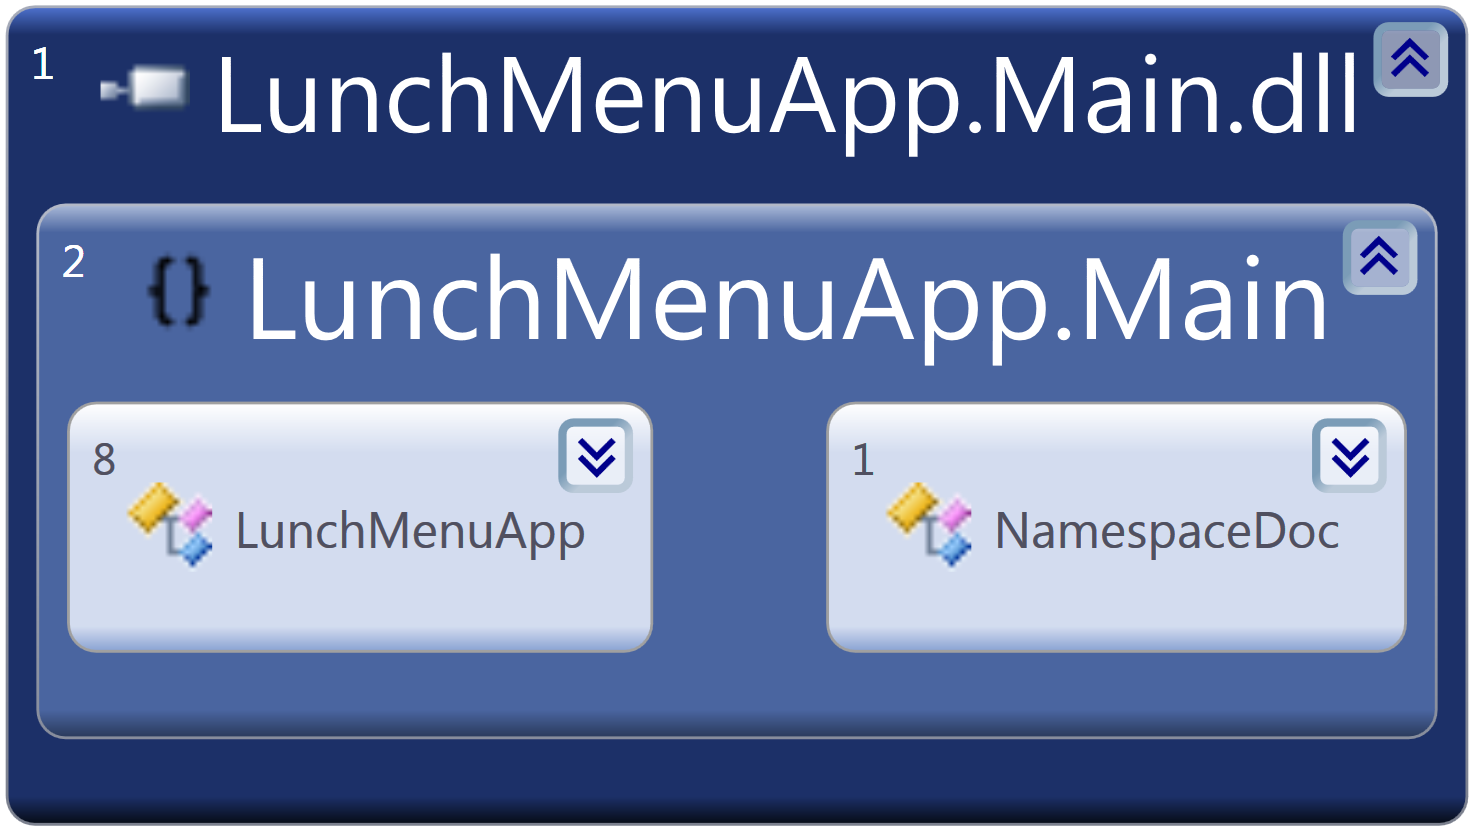 1
LunchMenuApp.Main.dll
2
{} LunchMenuApp.Main
8
LunchMenuApp
1
NamespaceDoc